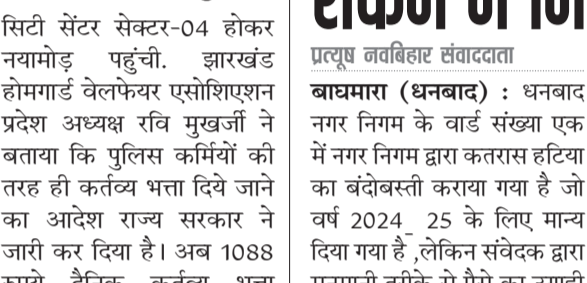 सिटी सेंटर सेक्टर-04 होकर
नयामोड़ पहुंची. झारखंड
होमगार्ड वेलफेयर एसोशिएशन
प्रदेश अध्यक्ष रवि मुखर्जी ने
बताया कि पुलिस कर्मियों की
तरह ही कर्तव्य भत्ता दिये जाने
का आदेश राज्य सरकार ने
जारी कर दिया है। अब 1088
प्रत्यूष नवबिहार संवाददाता
बाघमारा (धनबाद) : धनबाद
नगर निगम के वार्ड संख्या एक
में नगर निगम द्वारा कतरास हटिया
का बंदोबस्ती कराया गया है जो
वर्ष 2024_ 25 के लिए मान्य
दिया गया है ,लेकिन संवेदक द्वारा